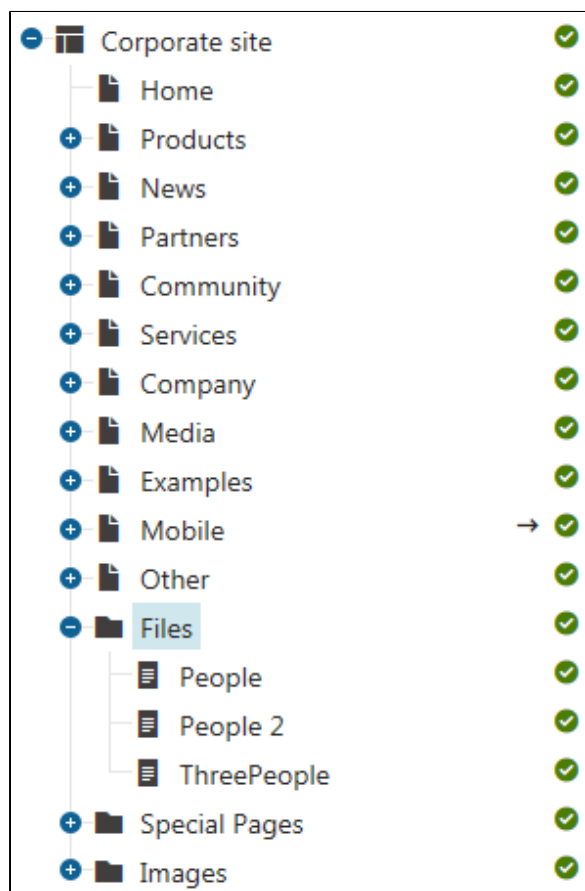 Corporate site
Home
Products
News
Partners
Community
Services
Company
Media
Examples
Mobile
Other
Files
People
People 2
ThreePeople
Special Pages
Images